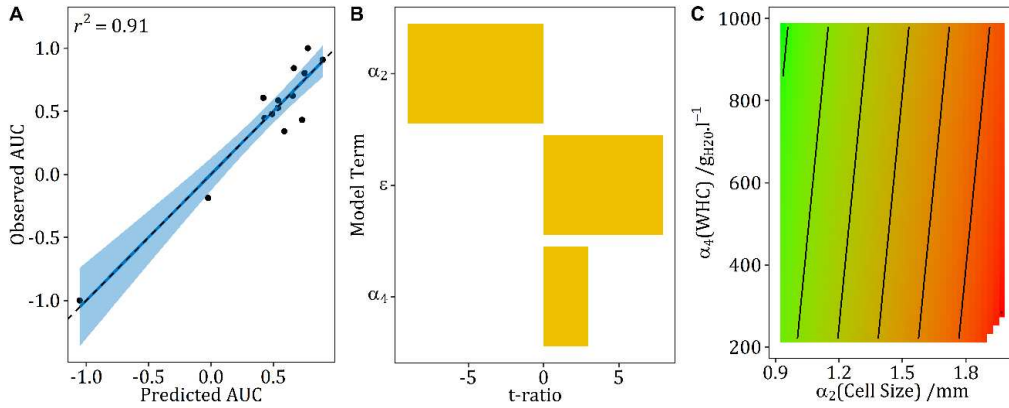 A
r² = 0.91
1.0
0.5
0.0
-0.5
-1.0
Observed AUC
-1.0
-0.5
0.0
0.5
Predicted AUC
B
α₂
ε
α₄
Model Term
-5
0
5
t-ratio
C
1000
800
600
400
200
α₄(WHC) /g_H20.l⁻¹
0.9
1.2
1.5
1.8
α₂(Cell Size) /mm